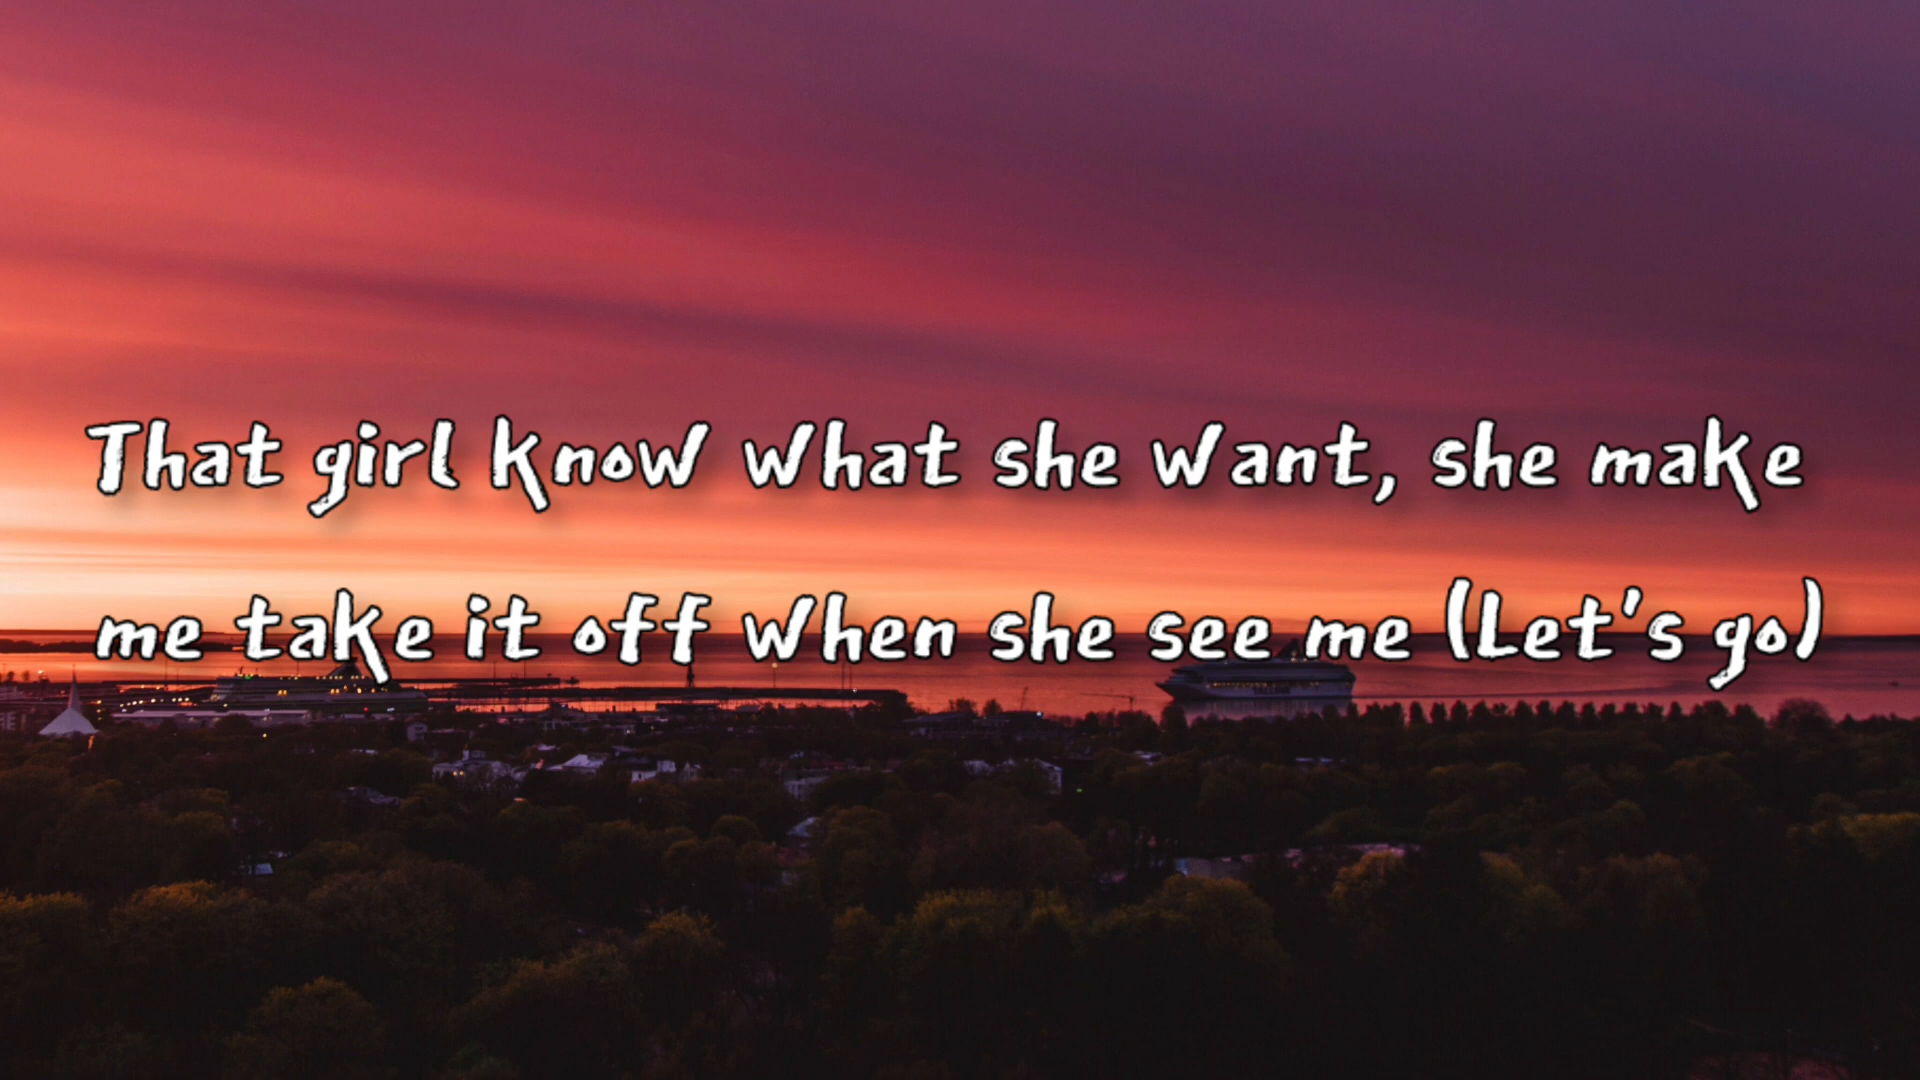 That girl know what she want, she make
me take it off when she see me (Let's go)